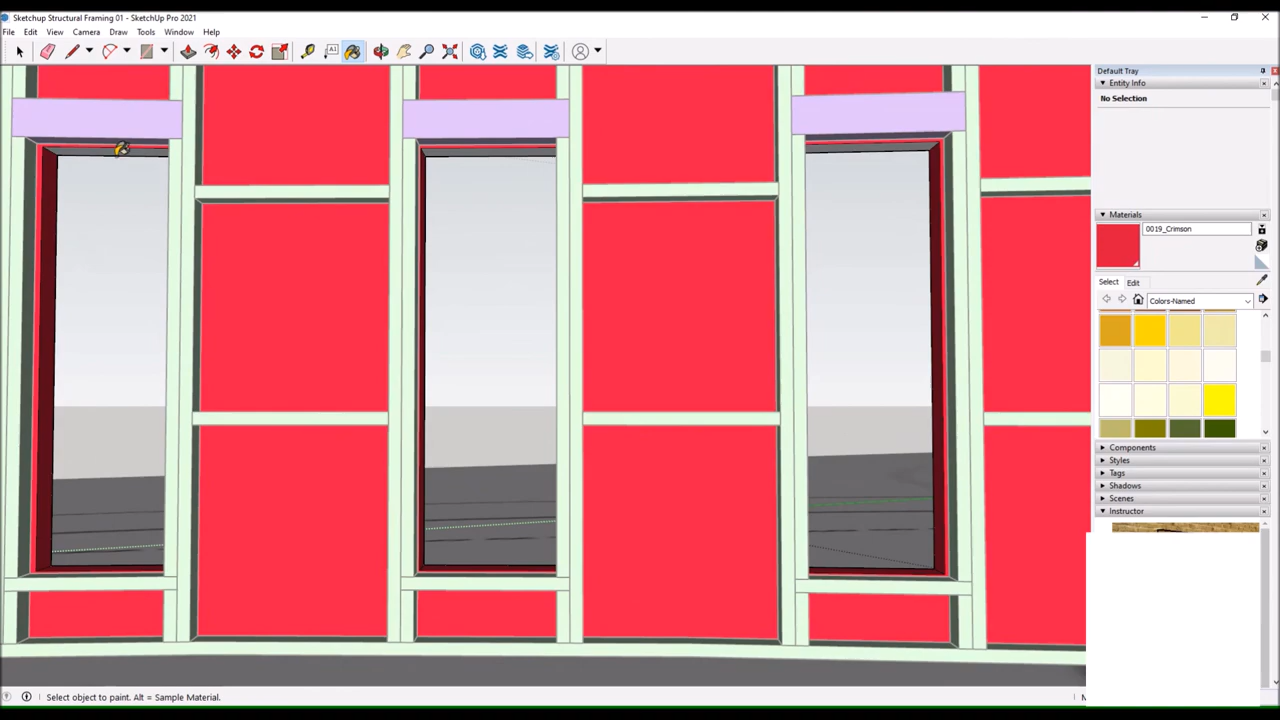 Sketchup Structural Framing 01 - SketchUp Pro 2021
File Edit View Camera Draw Tools Window Help
Default Tray
Entity Info
No Selection
Materials
0019_Crimson
Select Edit
Colors-Named
Components
Styles
Tags
Shadows
Scenes
Instructor
Select object to paint. Alt = Sample Material.